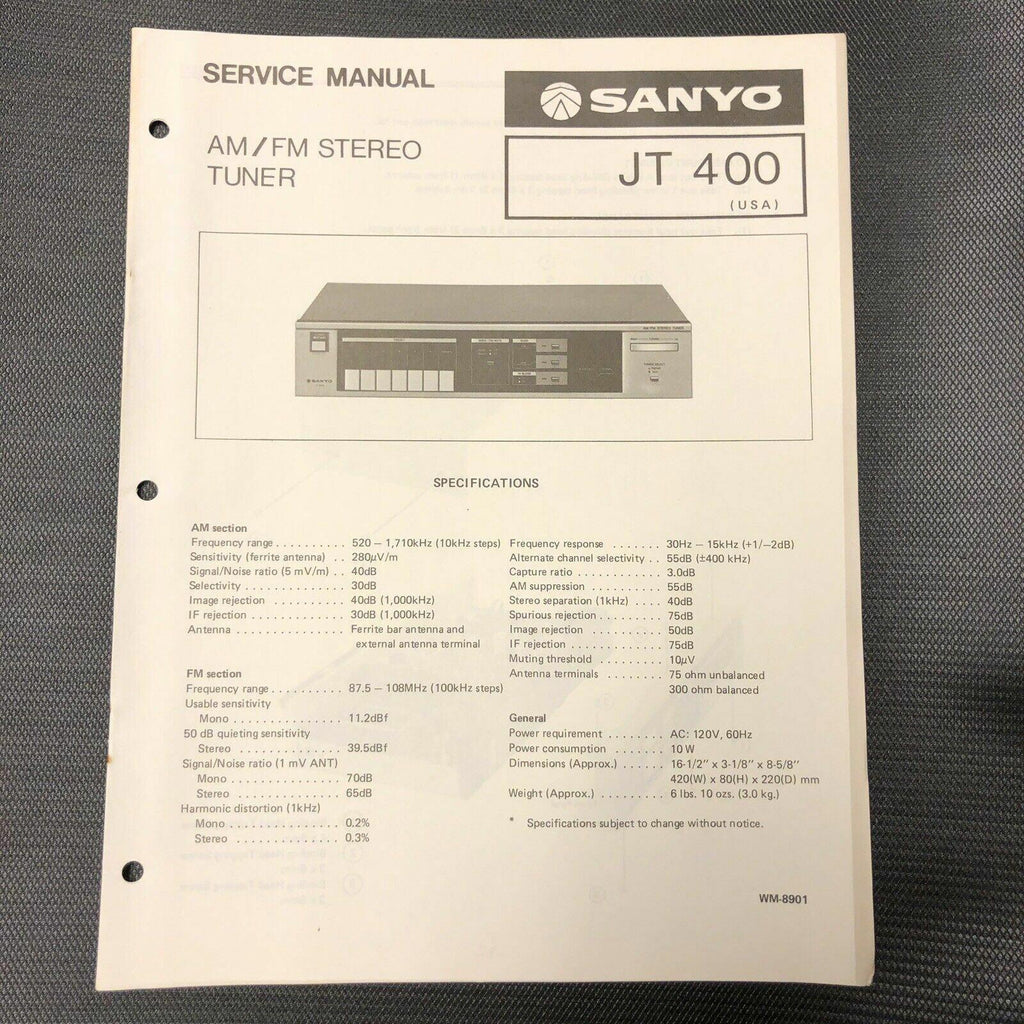 SERVICE MANUAL
SANYO
AM/FM STEREO
TUNER
JT 400
(USA)
AM/FM STEREO TUNER
SANYO
SPECIFICATIONS
AM section
Frequency range . . . . . . . . . . 520 – 1,710kHz (10kHz steps)
Sensitivity (ferrite antenna) . . 280µV/m
Signal/Noise ratio (5 mV/m) . . 40dB
Selectivity . . . . . . . . . . . . . . . 30dB
Image rejection . . . . . . . . . . 40dB (1,000kHz)
IF rejection . . . . . . . . . . . . . . 30dB (1,000kHz)
Antenna . . . . . . . . . . . . . . . Ferrite bar antenna and
external antenna terminal
FM section
Frequency range . . . . . . . . . . 87.5 – 108MHz (100kHz steps)
Usable sensitivity
Mono . . . . . . . . . . . . . . . 11.2dBf
50 dB quieting sensitivity
Stereo . . . . . . . . . . . . . . 39.5dBf
Signal/Noise ratio (1 mV ANT)
Mono . . . . . . . . . . . . . . . 70dB
Stereo . . . . . . . . . . . . . . 65dB
Harmonic distortion (1kHz)
Mono . . . . . . . . . . . . . . . 0.2%
Stereo . . . . . . . . . . . . . . 0.3%
Frequency response . . . . . . . 30Hz – 15kHz (+1/–2dB)
Alternate channel selectivity . . 55dB (±400 kHz)
Capture ratio . . . . . . . . . . . . 3.0dB
AM suppression . . . . . . . . . . 55dB
Stereo separation (1kHz) . . . . 40dB
Spurious rejection . . . . . . . . . 75dB
Image rejection . . . . . . . . . . 50dB
IF rejection . . . . . . . . . . . . . 75dB
Muting threshold . . . . . . . . . 10µV
Antenna terminals . . . . . . . . 75 ohm unbalanced
300 ohm balanced
General
Power requirement . . . . . . . . AC: 120V, 60Hz
Power consumption . . . . . . . 10 W
Dimensions (Approx.) . . . . . . 16-1/2″ x 3-1/8″ x 8-5/8″
420(W) x 80(H) x 220(D) mm
Weight (Approx.) . . . . . . . . . 6 lbs. 10 ozs. (3.0 kg.)
* Specifications subject to change without notice.
WM-8901